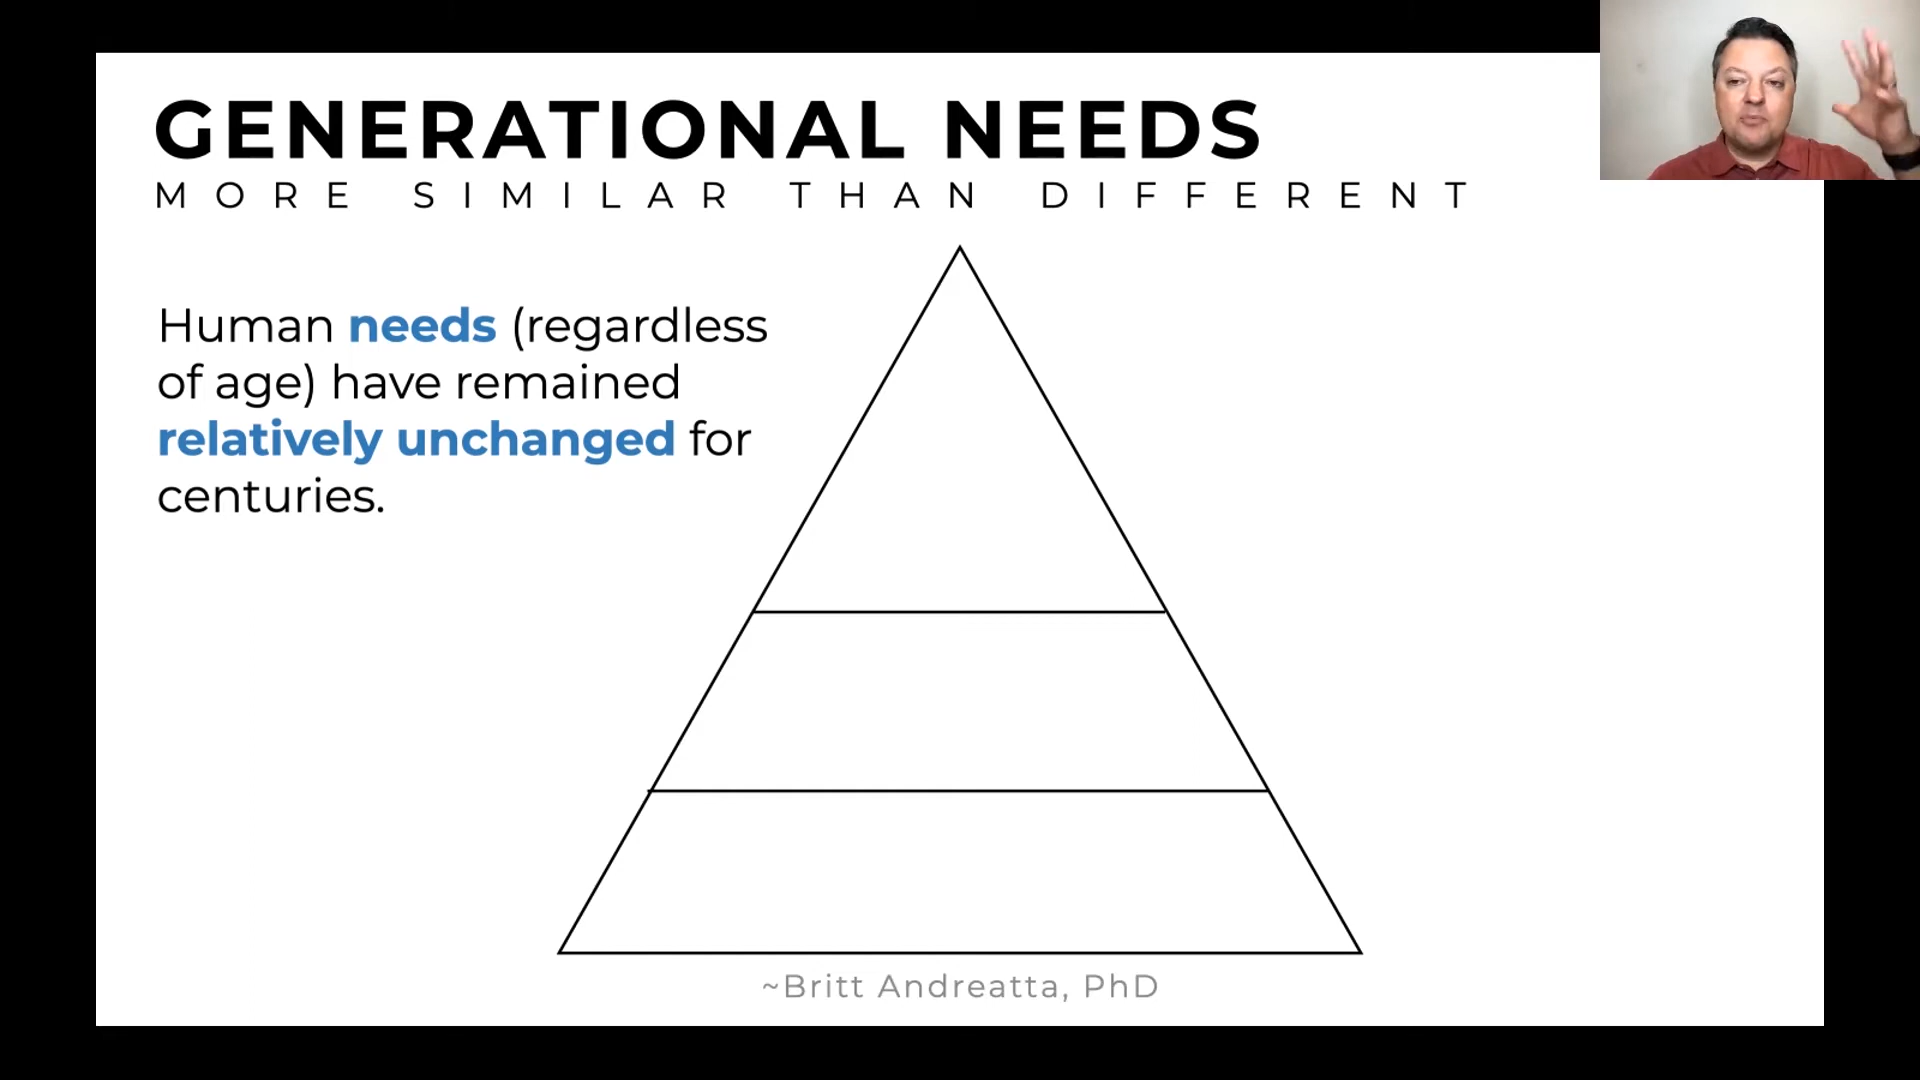 GENERATIONAL NEEDS
MORE SIMILAR THAN DIFFERENT
Human needs (regardless
of age) have remained
relatively unchanged for
centuries.
~Britt Andreatta, PhD